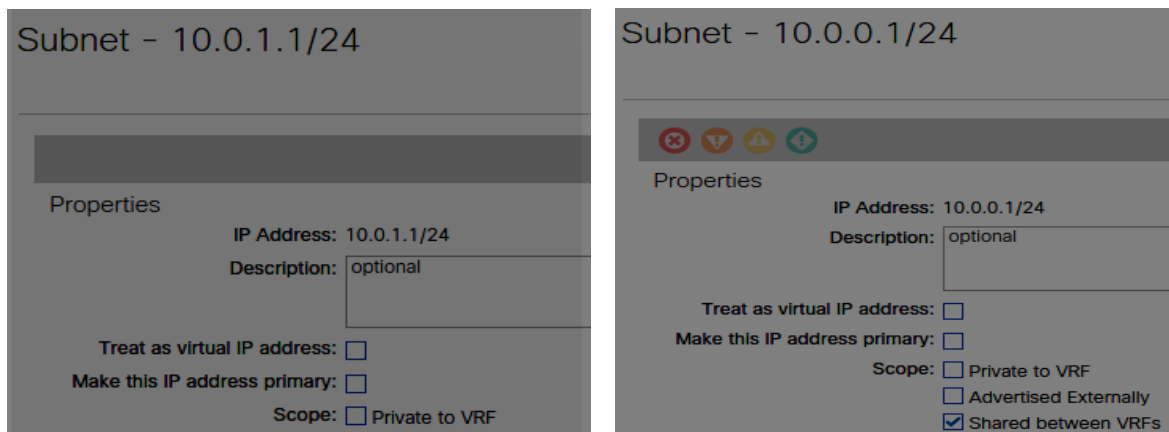 Subnet - 10.0.1.1/24
Properties
IP Address: 10.0.1.1/24
Description: optional
Treat as virtual IP address:
Make this IP address primary:
Scope: Private to VRF
Subnet - 10.0.0.1/24
Properties
IP Address: 10.0.0.1/24
Description: optional
Treat as virtual IP address:
Make this IP address primary:
Scope: Private to VRF
Advertised Externally
Shared between VRFs